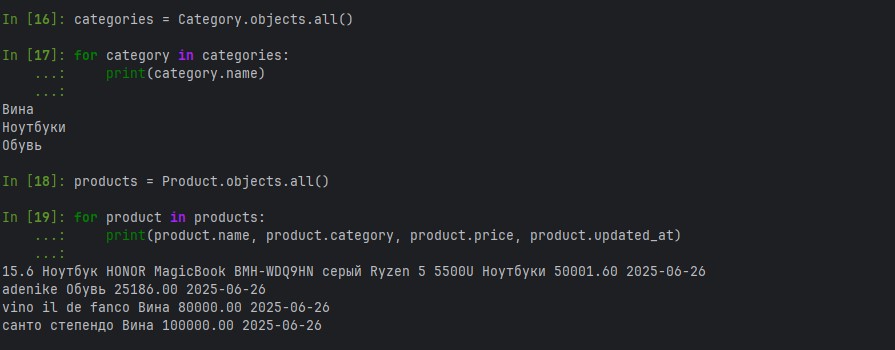 In [16]: categories = Category.objects.all()
In [17]: for category in categories:
    ...:     print(category.name)
    ...:
Вина
Ноутбуки
Обувь
In [18]: products = Product.objects.all()
In [19]: for product in products:
    ...:     print(product.name, product.category, product.price, product.updated_at)
    ...:
15.6 Ноутбук HONOR MagicBook BMH-WDQ9HN серый Ryzen 5 5500U Ноутбуки 50001.60 2025-06-26
adenike Обувь 25186.00 2025-06-26
vino il de fanco Вина 80000.00 2025-06-26
санто степендо Вина 100000.00 2025-06-26